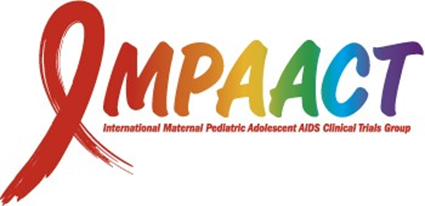 IMPAACT
International Maternal Pediatric Adolescent AIDS Clinical Trials Group